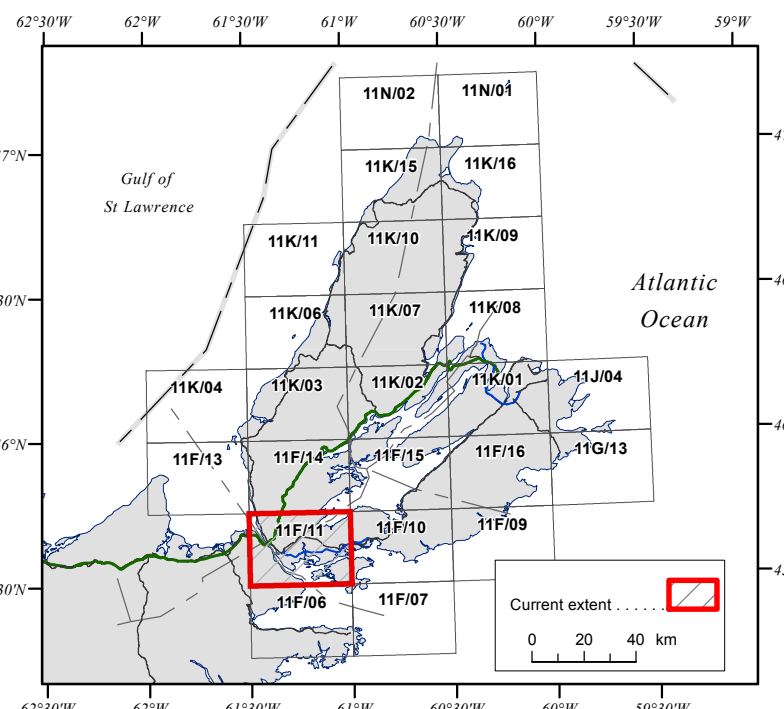 62°30'W 62°W 61°30'W 61°W 60°30'W 60°W 59°30'W 59°W
11N/02 11N/01
7°N
11K/15 11K/16
Gulf of
St Lawrence
11K/11 11K/10 11K/09
Atlantic
Ocean
30'N
11K/06 11K/07 11K/08
11K/04 11K/03 11K/02 11K/01 11J/04
6°N
11F/13 11F/14 11F/15 11F/16 11G/13
11F/11 11F/10 11F/09
30'N
11F/06 11F/07
Current extent . . . . . .
0 20 40 km
62°30'W 62°W 61°30'W 61°W 60°30'W 60°W 59°30'W